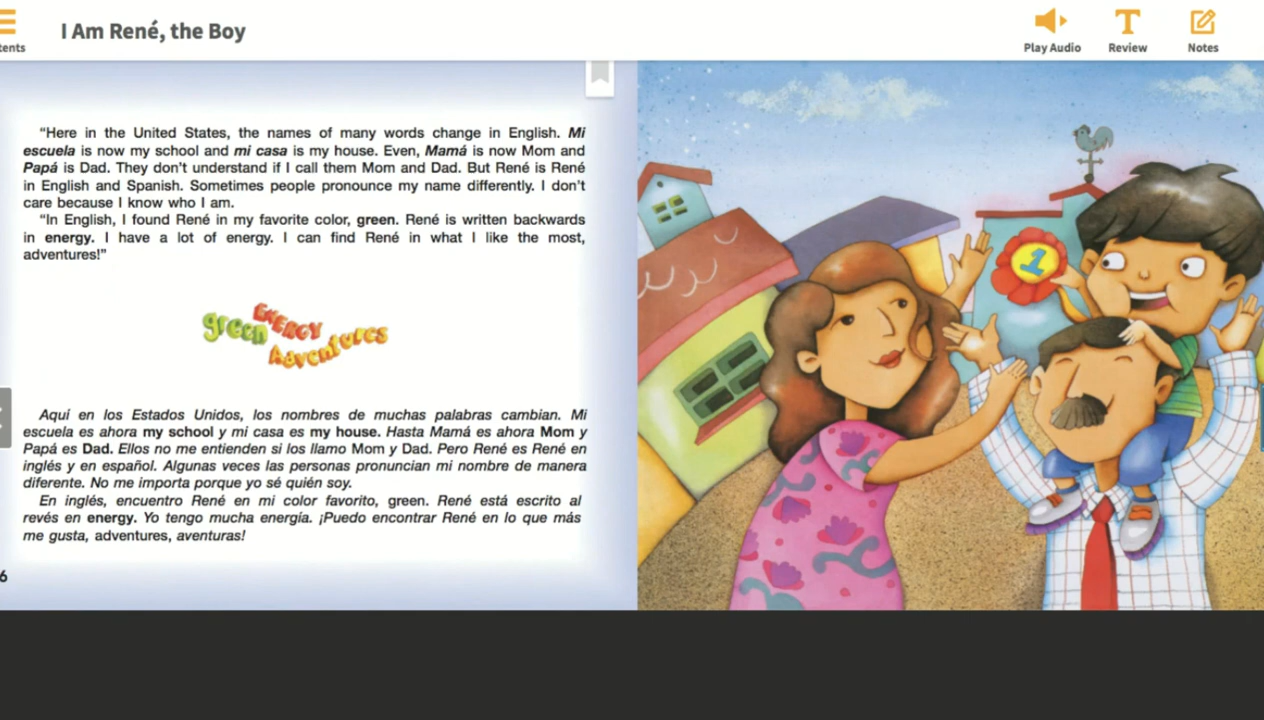 I Am René, the Boy
tents
Play Audio
Review
Notes
“Here in the United States, the names of many words change in English. Mi
escuela is now my school and mi casa is my house. Even, Mamá is now Mom and
Papá is Dad. They don’t understand if I call them Mom and Dad. But René is René
in English and Spanish. Sometimes people pronounce my name differently. I don’t
care because I know who I am.
“In English, I found René in my favorite color, green. René is written backwards
in energy. I have a lot of energy. I can find René in what I like the most,
adventures!”
green
ENERGY
Adventures
Aquí en los Estados Unidos, los nombres de muchas palabras cambian. Mi
escuela es ahora my school y mi casa es my house. Hasta Mamá es ahora Mom y
Papá es Dad. Ellos no me entienden si los llamo Mom y Dad. Pero René es René en
inglés y en español. Algunas veces las personas pronuncian mi nombre de manera
diferente. No me importa porque yo sé quién soy.
En inglés, encuentro René en mi color favorito, green. René está escrito al
revés en energy. Yo tengo mucha energía. ¡Puedo encontrar René en lo que más
me gusta, adventures, aventuras!
6
1